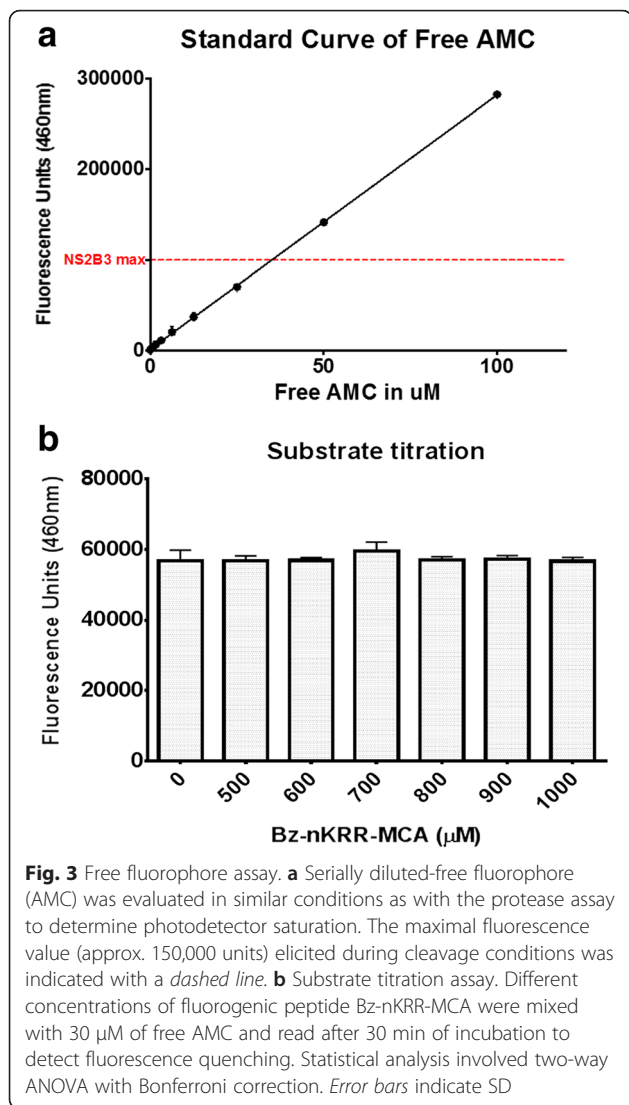 a
Standard Curve of Free AMC
Fluorescence Units (460nm)
300000
200000
NS2B3 max
0
0
50
100
Free AMC in uM
b
Substrate titration
Fluorescence Units (460nm)
80000
60000
40000
20000
0
0
500
600
700
800
900
1000
Bz-nKRR-MCA (μM)
Fig. 3 Free fluorophore assay. a Serially diluted-free fluorophore
(AMC) was evaluated in similar conditions as with the protease assay
to determine photodetector saturation. The maximal fluorescence
value (approx. 150,000 units) elicited during cleavage conditions was
indicated with a dashed line. b Substrate titration assay. Different
concentrations of fluorogenic peptide Bz-nKRR-MCA were mixed
with 30 μM of free AMC and read after 30 min of incubation to
detect fluorescence quenching. Statistical analysis involved two-way
ANOVA with Bonferroni correction. Error bars indicate SD